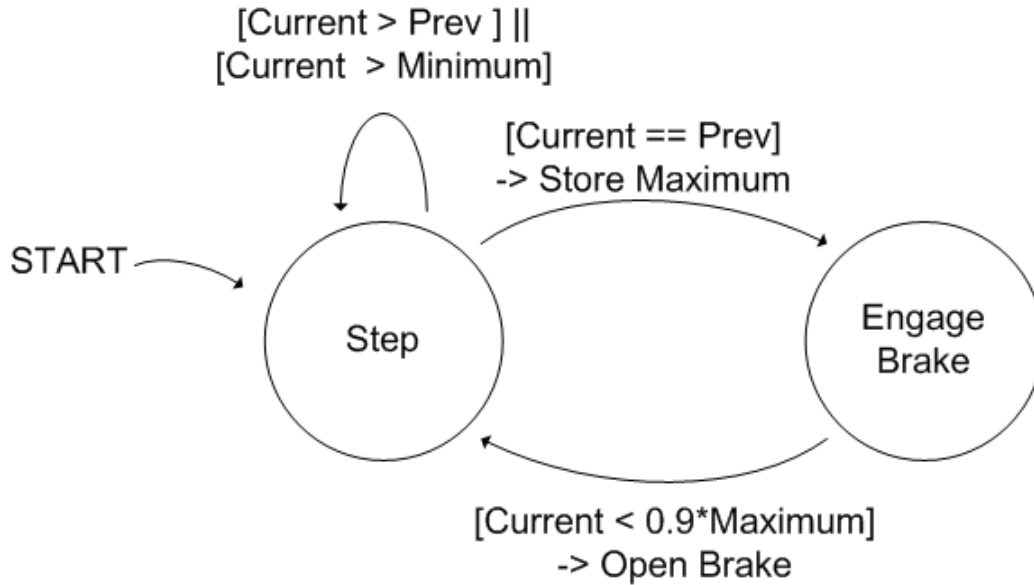 [Current > Prev ] ||
[Current  > Minimum]
[Current == Prev]
-> Store Maximum
START
Step
Engage
Brake
[Current < 0.9*Maximum]
-> Open Brake